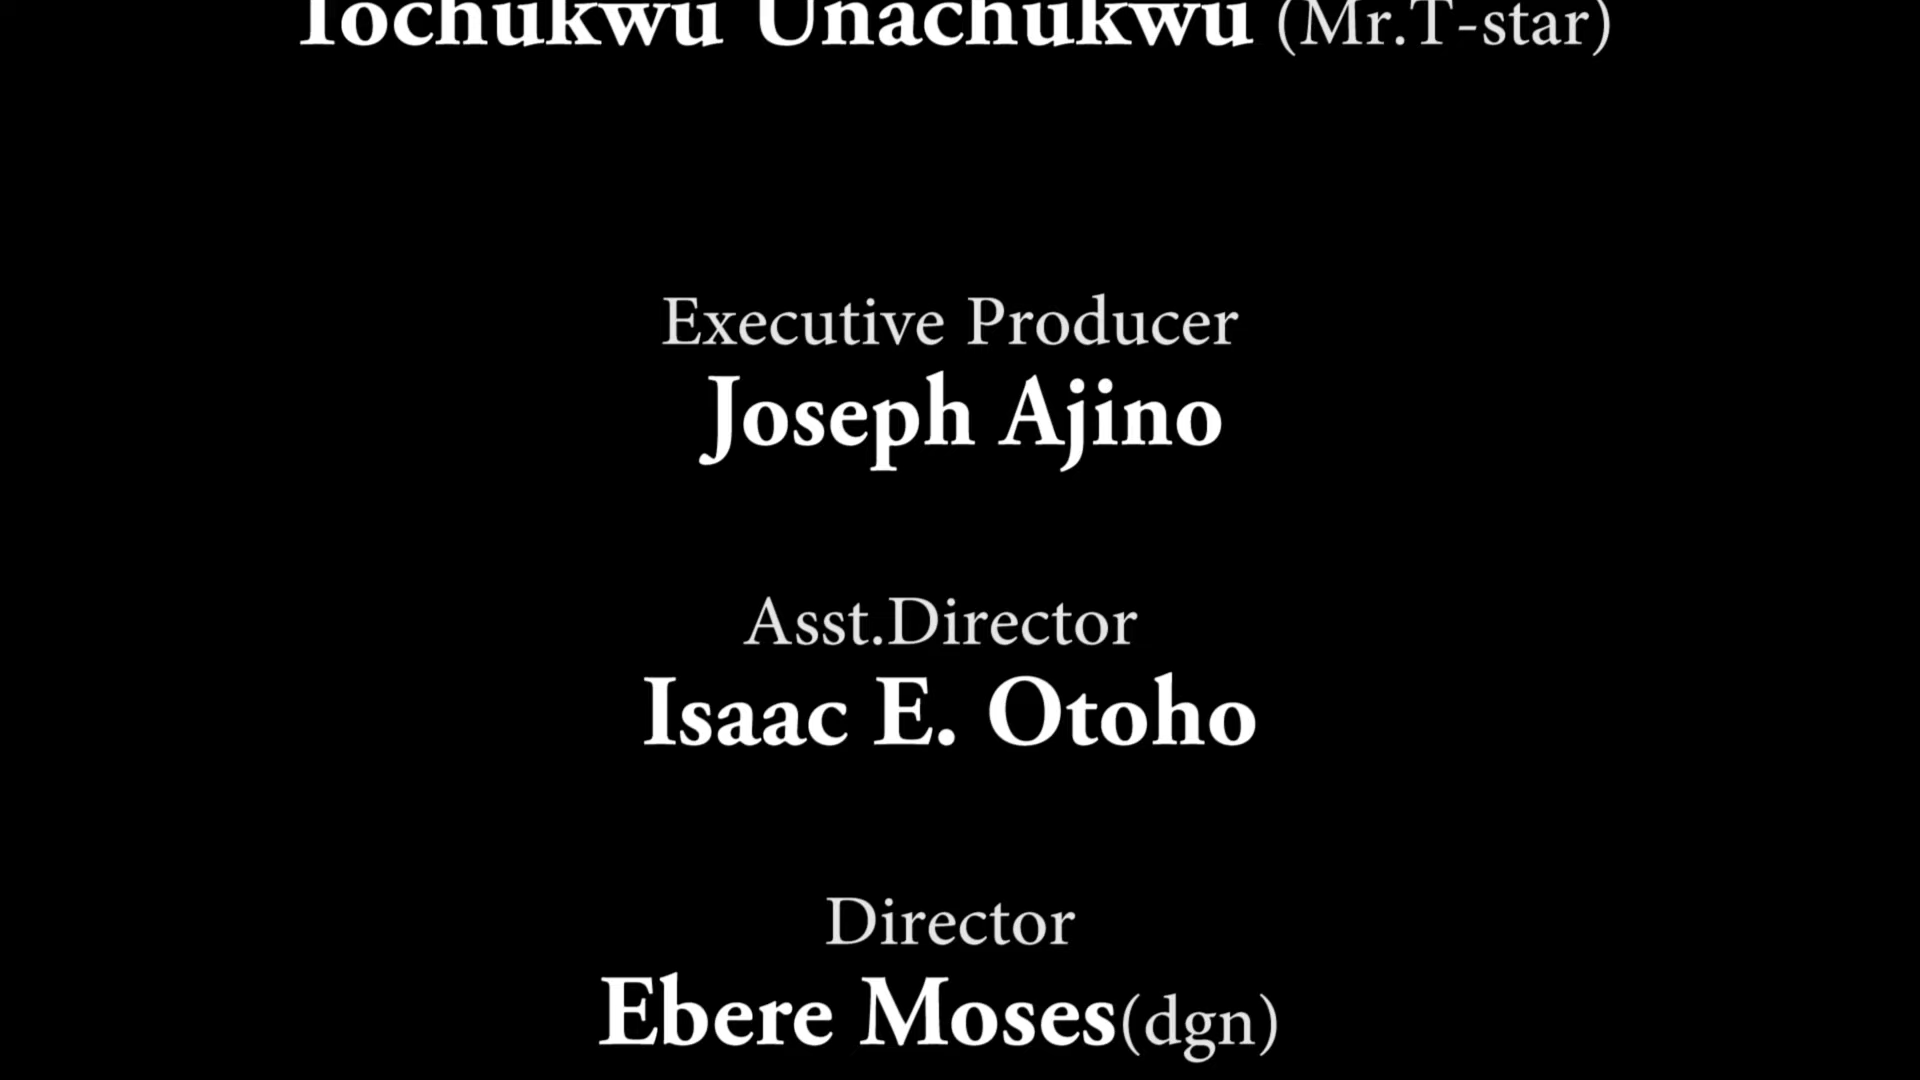 Tochukwu Unachukwu (Mr.T-star)
Executive Producer
Joseph Ajino
Asst.Director
Isaac E. Otoho
Director
Ebere Moses(dgn)